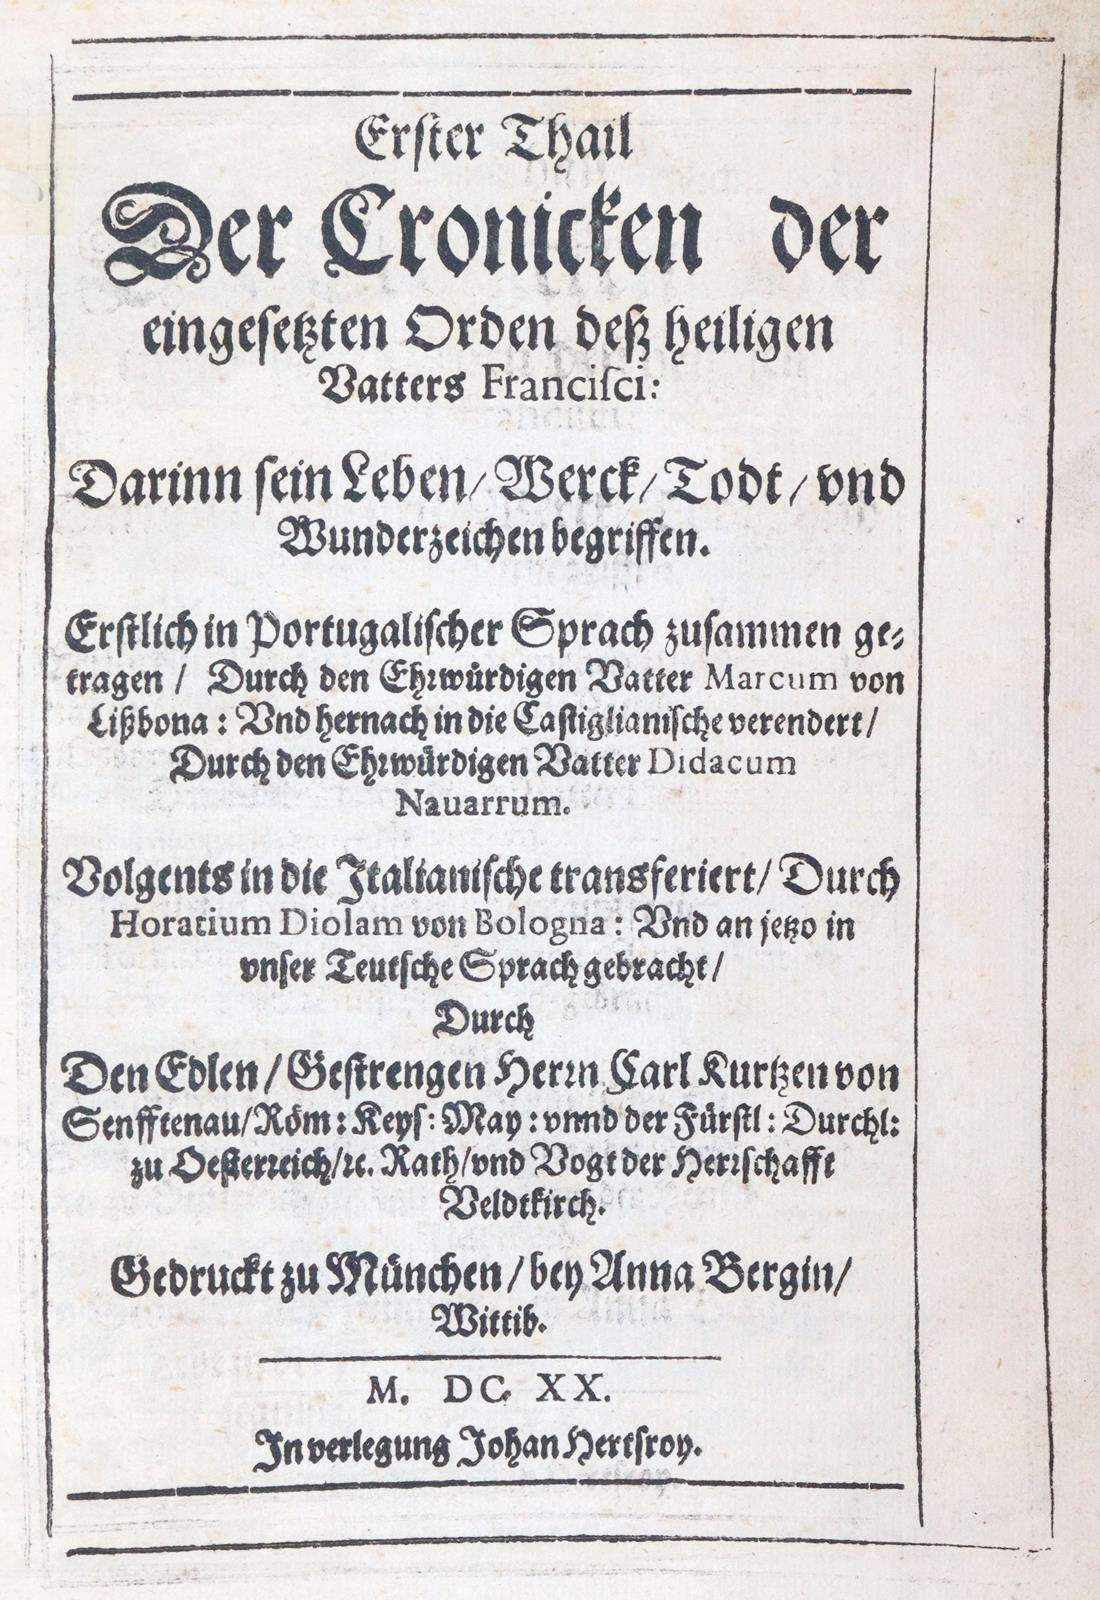 Erster Thail
Der Cronicken der
eingesetzten Orden deß heiligen
Vatters Francisci:
Darinn sein Leben/ Werck/ Todt/ vnd
Wunderzeichen begriffen.
Erstlich in Portugalischer Sprach zusammen ge-
tragen/ Durch den Ehrwürdigen Vatter Marcum von
Lißbona: Vnd hernach in die Castiglianische verendert/
Durch den Ehrwürdigen Vatter Didacum
Nauarrum.
Volgents in die Italianische transferiert/ Durch
Horatium Diolam von Bologna: Vnd an jetzo in
vnser Teutsche Sprach gebracht/
Durch
Den Edlen/ Gestrengen Herrn Carl Kurtzen von
Senfftenau/ Röm: Keys: May: vnnd der Fürstl: Durchl:
zu Oesterreich/ ꝛc. Rath/ vnd Vogt der Herrschafft
Veldtkirch.
Gedruckt zu München/ bey Anna Bergin/
Wittib.
M. DC. XX.
In verlegung Johan Hertsroy.